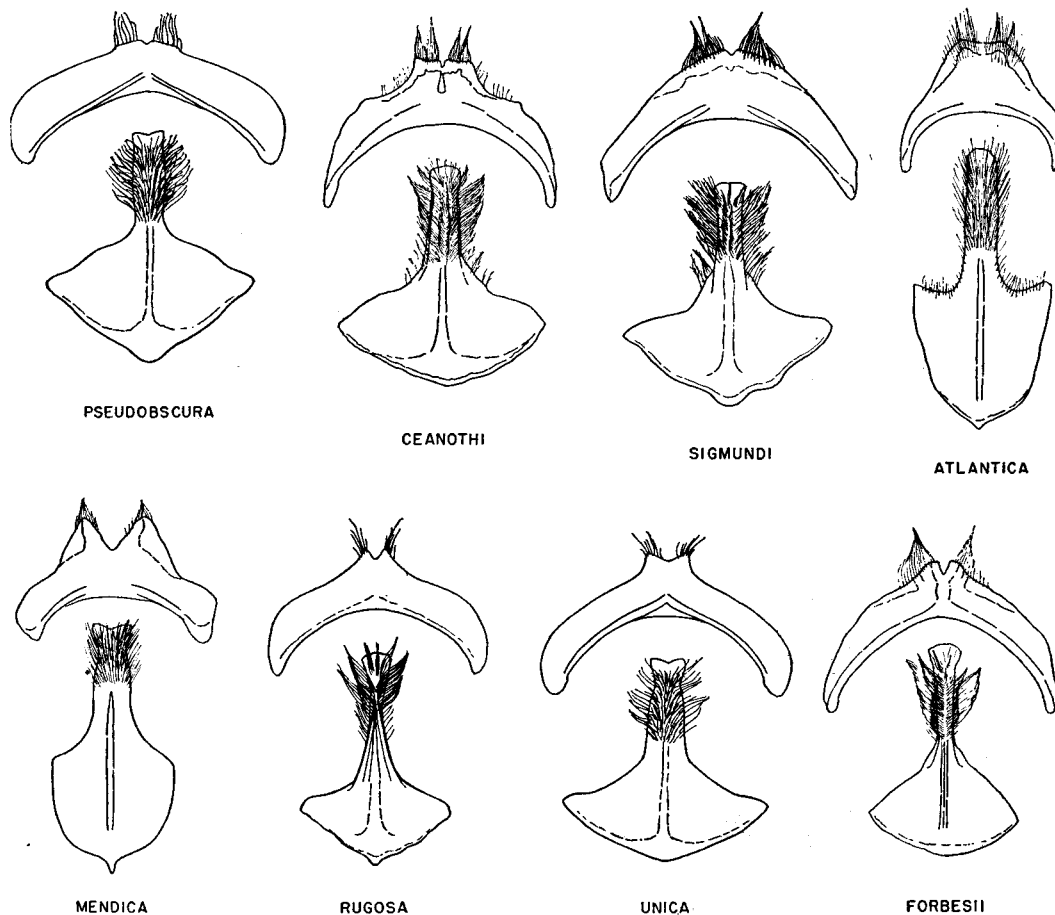 PSEUDOBSCURA
CEANOTHI
SIGMUNDI
ATLANTICA
MENDICA
RUGOSA
UNICA
FORBESII